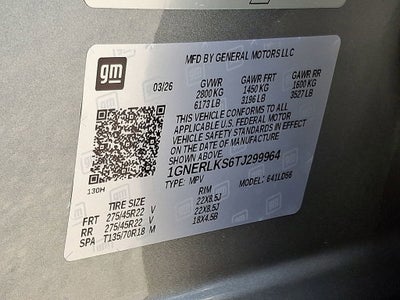 gm
MFD BY GENERAL MOTORS LLC
03/26 GVWR GAWR FRT GAWR RR
2800 KG 1450 KG 1600 KG
6173 LB 3196 LB 3527 LB
THIS VEHICLE CONFORMS TO ALL
APPLICABLE U.S. FEDERAL MOTOR
VEHICLE SAFETY STANDARDS IN EFFECT
ON THE DATE OF MANUFACTURE
SHOWN ABOVE.
1GNERLKS6TJ299964
TYPE: MPV MODEL: 641LD56
130H
TIRE SIZE RIM
FRT 275/45R22 V 22X8.5J
RR 275/45R22 V 22X8.5J
SPA T135/70R18 M 18X4.5B